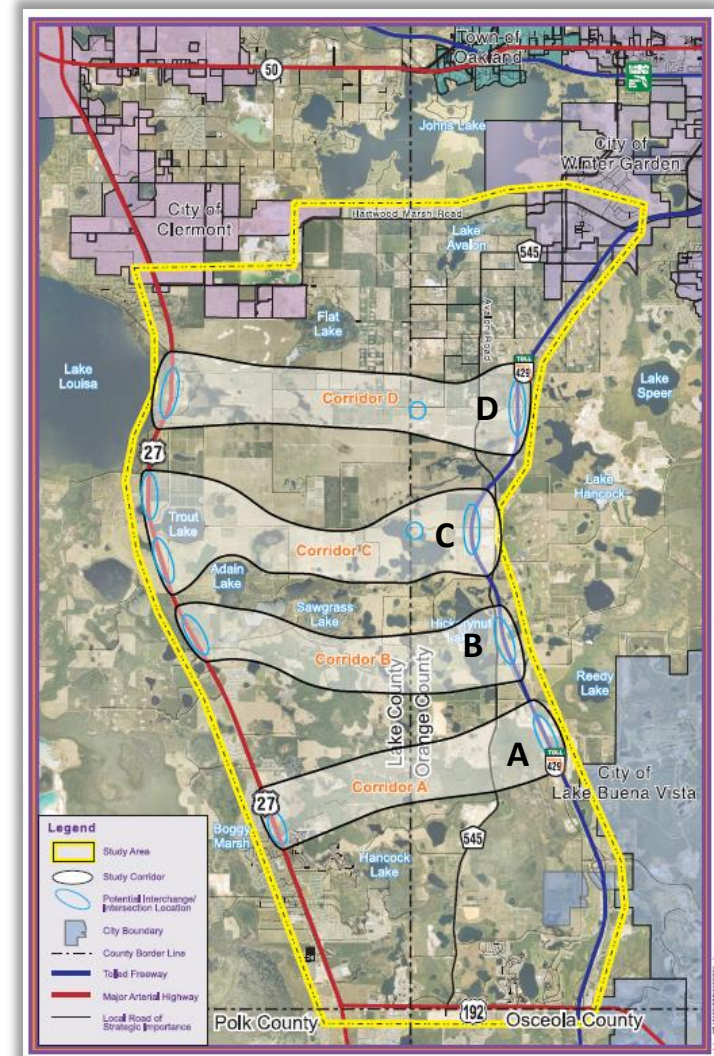 Town of
Oakland
50
Johns Lake
City of
Winter Garden
City of
Clermont
Hartwood Marsh Road
Lake
Avalon
545
Avalon Road
Flat
Lake
Lake
Louisa
TOLL
429
Lake
Speer
Corridor D
D
27
Lake
Hancock
Trout
Lake
C
Corridor C
Adain
Lake
Sawgrass
Lake
Hickorynut
B
Corridor B
Lake County
Orange County
Reedy
Lake
A
TOLL
429
City of
Lake Buena Vista
Corridor A
27
Boggy
Marsh
545
Hancock
Lake
192
Polk County
Osceola County
Legend
Study Area
Study Corridor
Potential Interchange/
Intersection Location
City Boundary
County Border Line
Tolled Freeway
Major Arterial Highway
Local Road of
Strategic Importance